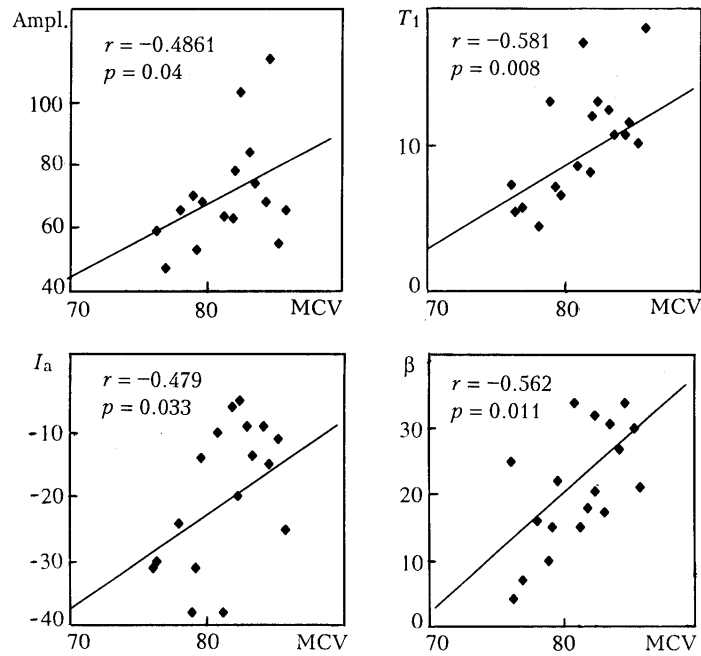 Ampl.
r = -0.4861
p = 0.04
100
80
60
40
70 80 MCV
T1
r = -0.581
p = 0.008
10
0
70 80 MCV
Ia
r = -0.479
p = 0.033
-10
-20
-30
-40
70 80 MCV
β
r = -0.562
p = 0.011
30
20
10
0
70 80 MCV